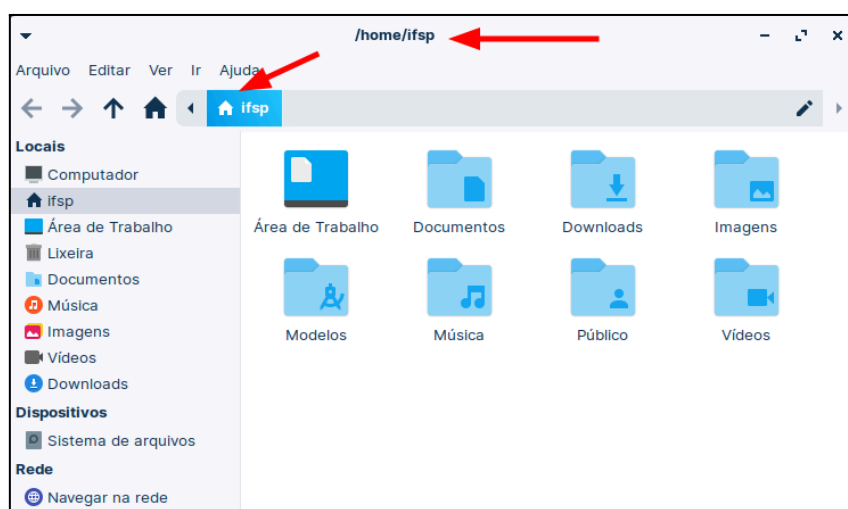 /home/ifsp
Arquivo Editar Ver Ir Ajuda
ifsp
Locais
Computador
ifsp
Área de Trabalho
Lixeira
Documentos
Música
Imagens
Vídeos
Downloads
Dispositivos
Sistema de arquivos
Rede
Navegar na rede
Área de Trabalho Documentos Downloads Imagens
Modelos Música Público Vídeos